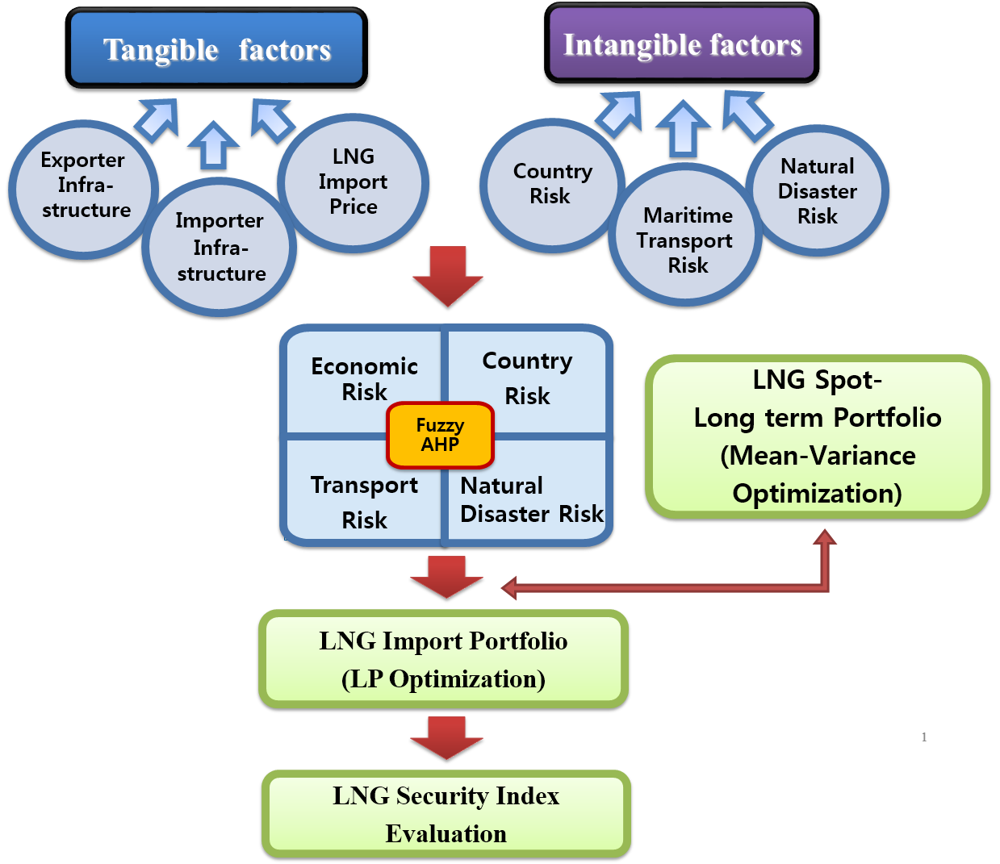 Tangible factors
Intangible factors
Exporter
Infra-
structure
Importer
Infra-
structure
LNG
Import
Price
Country
Risk
Maritime
Transport
Risk
Natural
Disaster
Risk
Economic
Risk
Country
Risk
Fuzzy
AHP
Transport
Risk
Natural
Disaster Risk
LNG Spot-
Long term Portfolio
(Mean-Variance
Optimization)
LNG Import Portfolio
(LP Optimization)
1
LNG Security Index
Evaluation